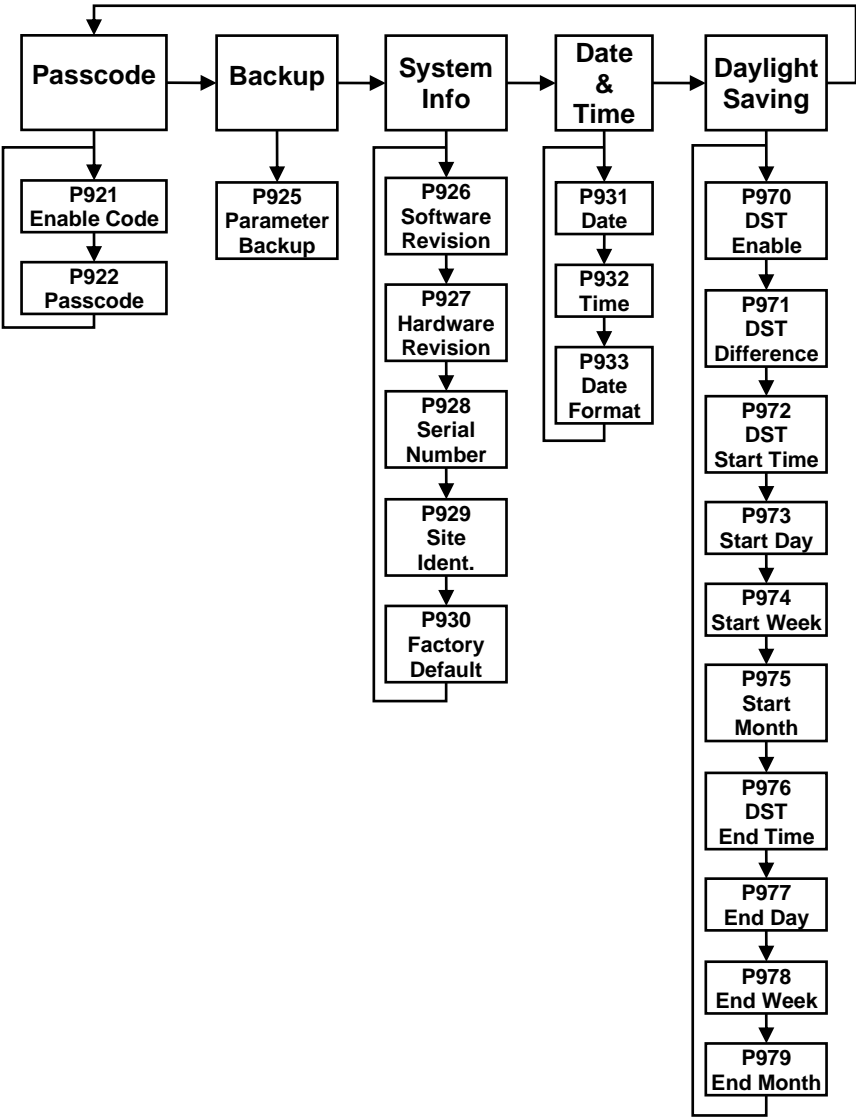 Passcode
Backup
System
Info
Date
&
Time
Daylight
Saving
P921
Enable Code
P922
Passcode
P925
Parameter
Backup
P926
Software
Revision
P927
Hardware
Revision
P928
Serial
Number
P929
Site
Ident.
P930
Factory
Default
P931
Date
P932
Time
P933
Date
Format
P970
DST
Enable
P971
DST
Difference
P972
DST
Start Time
P973
Start Day
P974
Start Week
P975
Start
Month
P976
DST
End Time
P977
End Day
P978
End Week
P979
End Month